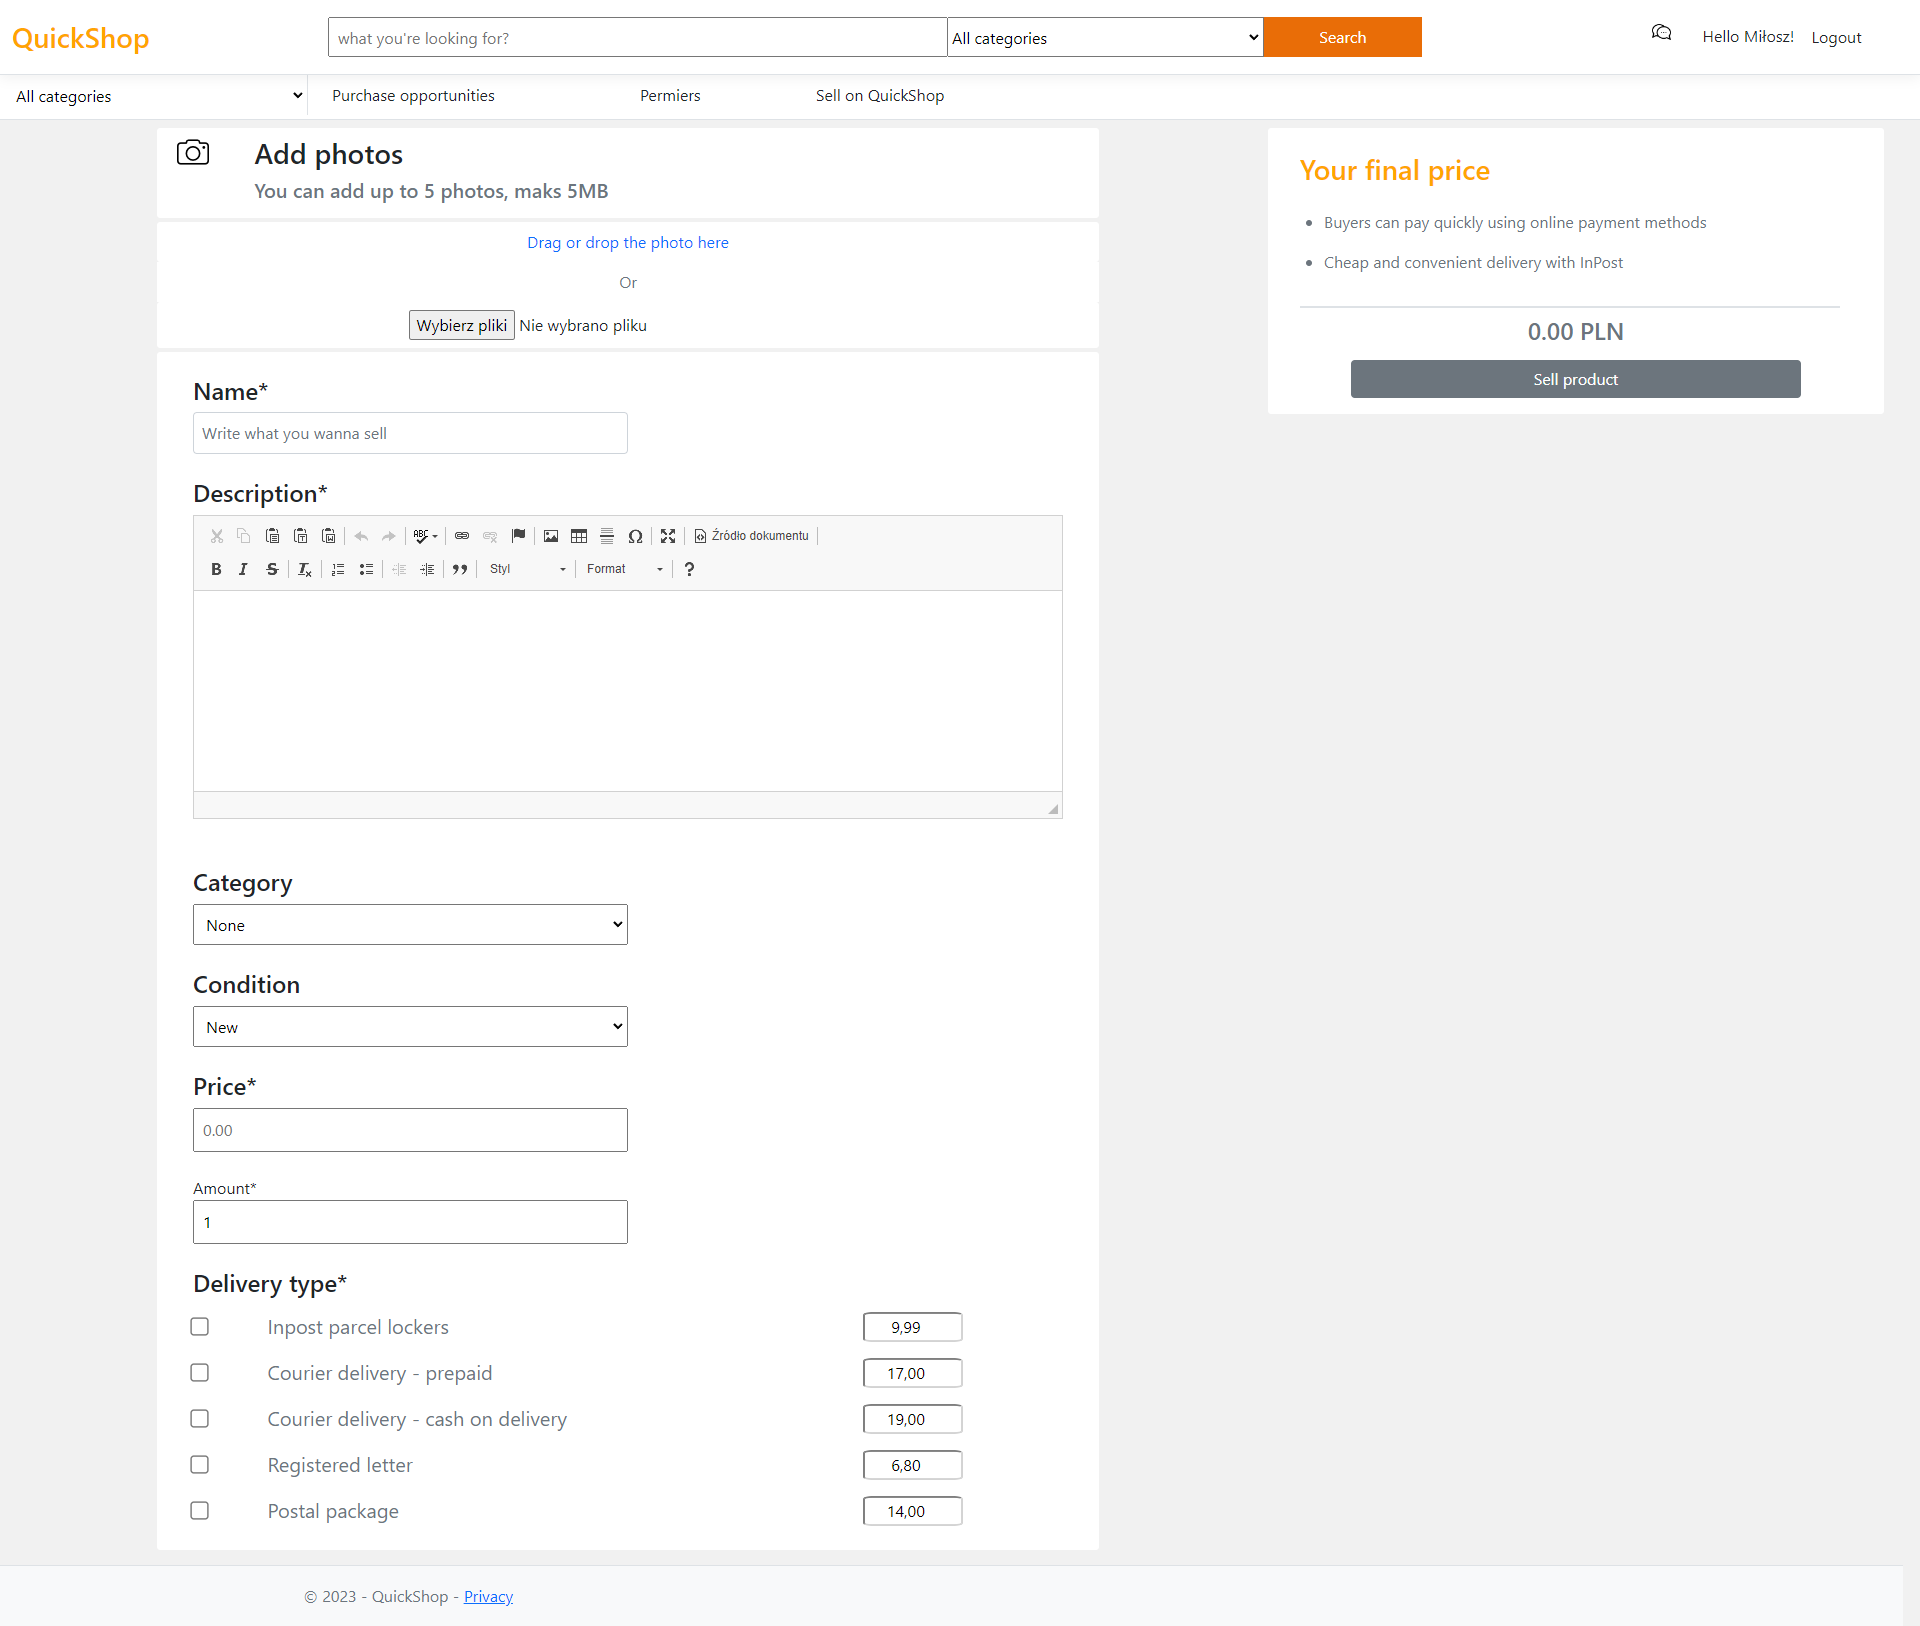 QuickShop
what you're looking for?
All categories
Search
Hello Miłosz!
Logout
All categories
Purchase opportunities
Permiers
Sell on QuickShop
Add photos
You can add up to 5 photos, maks 5MB
Drag or drop the photo here
Or
Wybierz pliki Nie wybrano pliku
Name*
Write what you wanna sell
Description*
ABC
Źródło dokumentu
B I S Tx
Styl
Format
?
Category
None
Condition
New
Price*
0.00
Amount*
1
Delivery type*
Inpost parcel lockers 9,99
Courier delivery - prepaid 17,00
Courier delivery - cash on delivery 19,00
Registered letter 6,80
Postal package 14,00
Your final price
Buyers can pay quickly using online payment methods
Cheap and convenient delivery with InPost
0.00 PLN
Sell product
© 2023 - QuickShop - Privacy